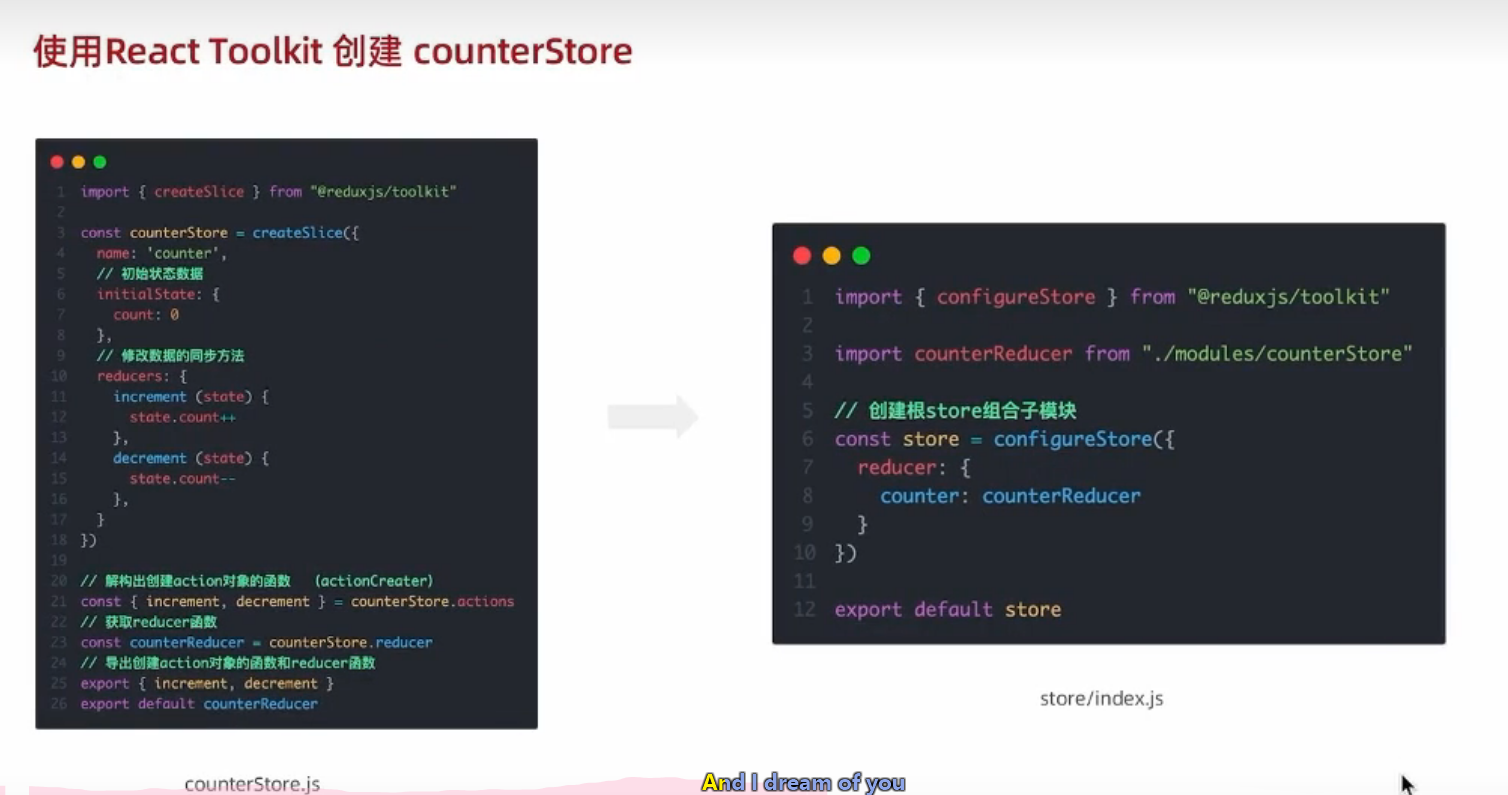 使用React Toolkit 创建 counterStore
1 import { createSlice } from "@reduxjs/toolkit"
2
3 const counterStore = createSlice({
4   name: 'counter',
5   // 初始状态数据
6   initialState: {
7     count: 0
8   },
9   // 修改数据的同步方法
10   reducers: {
11     increment (state) {
12       state.count++
13     },
14     decrement (state) {
15       state.count--
16     },
17   }
18 })
19
20 // 解构出创建action对象的函数 (actionCreater)
21 const { increment, decrement } = counterStore.actions
22 // 获取reducer函数
23 const counterReducer = counterStore.reducer
24 // 导出创建action对象的函数和reducer函数
25 export { increment, decrement }
26 export default counterReducer
counterStore.js
1 import { configureStore } from "@reduxjs/toolkit"
2
3 import counterReducer from "./modules/counterStore"
4
5 // 创建根store组合子模块
6 const store = configureStore({
7   reducer: {
8     counter: counterReducer
9   }
10 })
11
12 export default store
store/index.js
And I dream of you